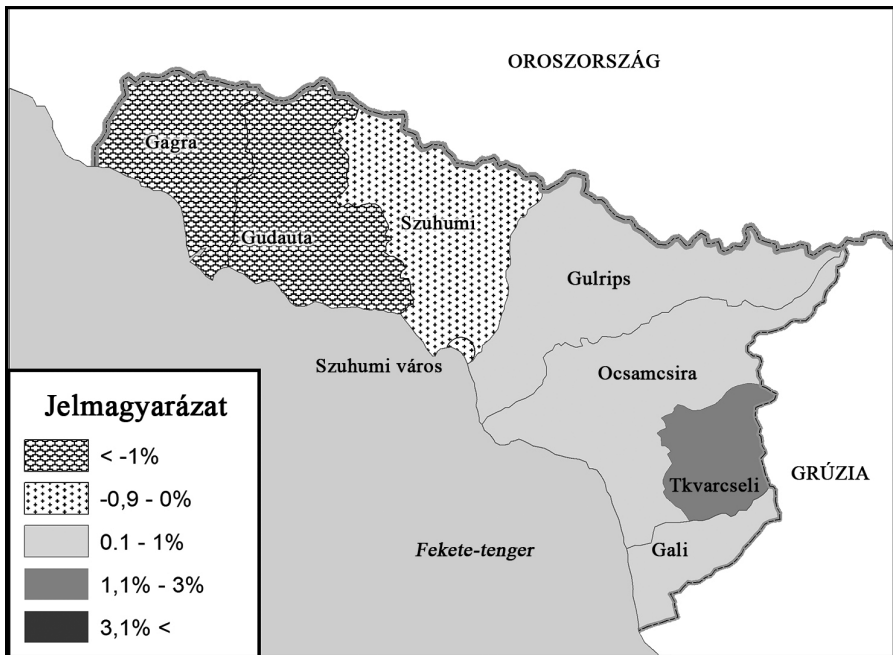 OROSZORSZÁG
Gagra
Gudauta
Szuhumi
Gulrips
Szuhumi város
Ocsamcsira
Tkvarcseli
GRÚZIA
Gali
Fekete-tenger
Jelmagyarázat
< -1%
-0,9 - 0%
0.1 - 1%
1,1% - 3%
3,1% <